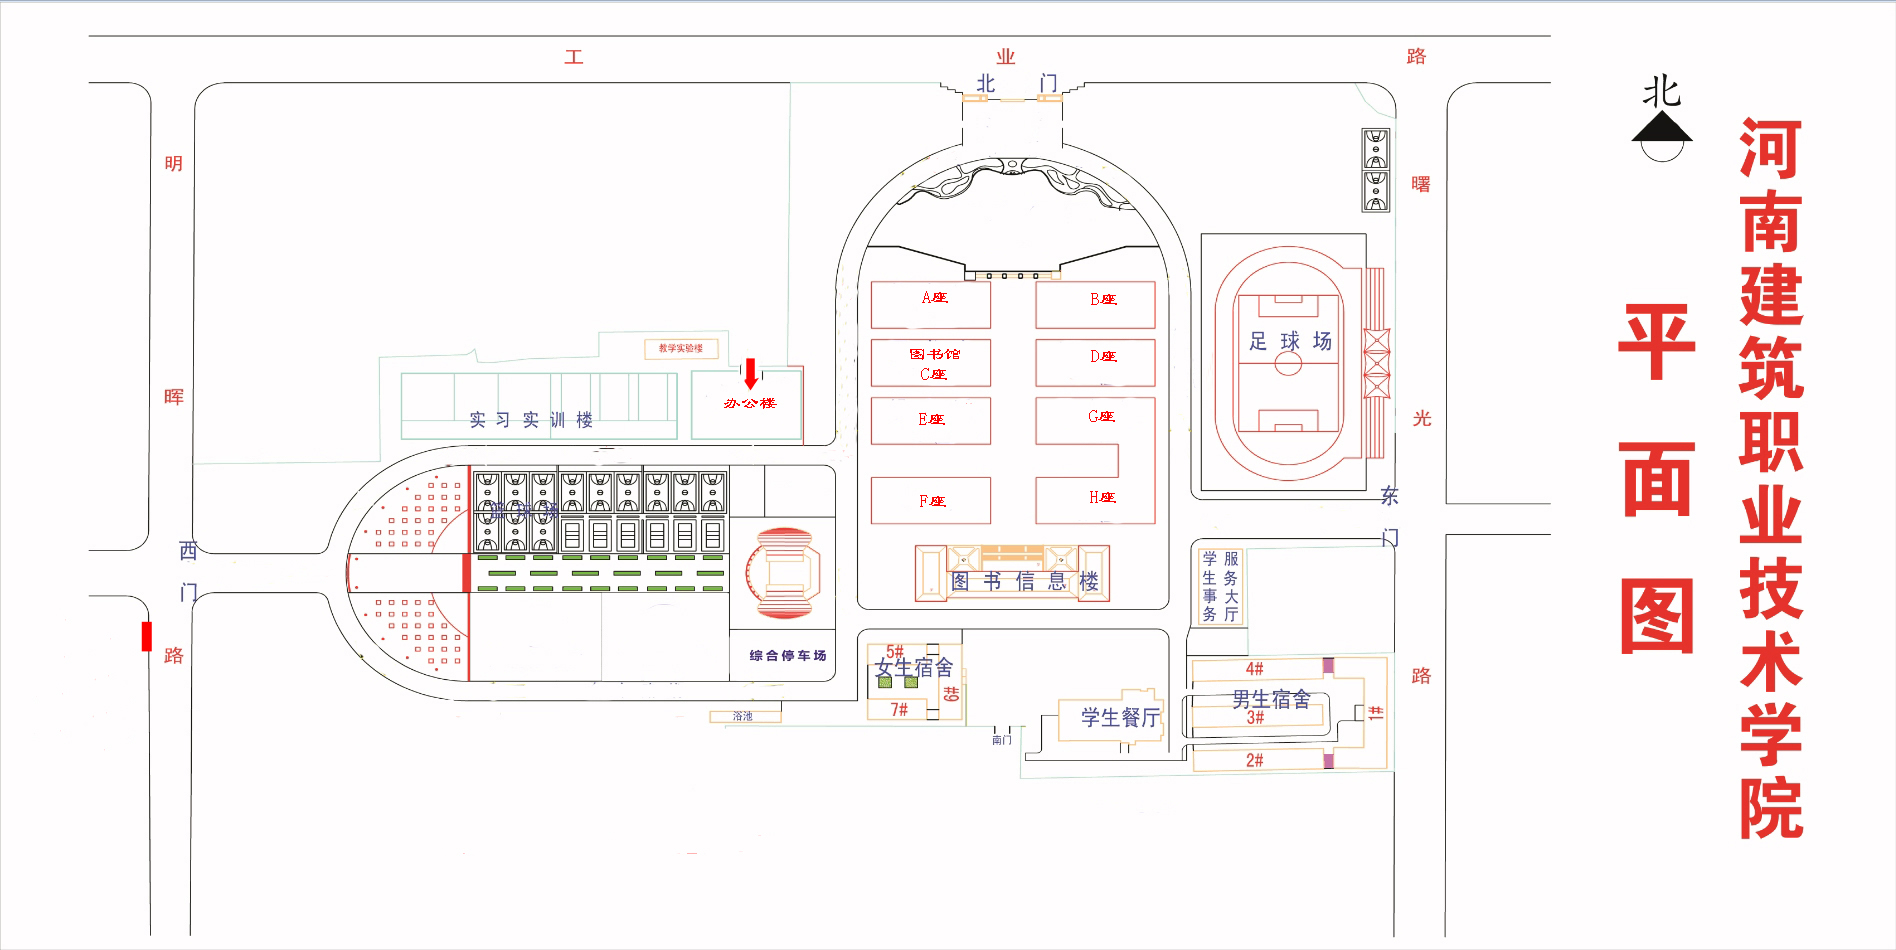 工业路
北门
北
河南建筑职业技术学院
平面图
明晖路
曙光路
A座
B座
图书馆
C座
D座
足球场
教学实验楼
办公楼
实习实训楼
E座
G座
F座
H座
东门
西门
图书信息楼
学生事务
服务大厅
综合停车场
5#
女生宿舍
6#
7#
浴池
南门
学生餐厅
4#
男生宿舍
3#
1#
2#